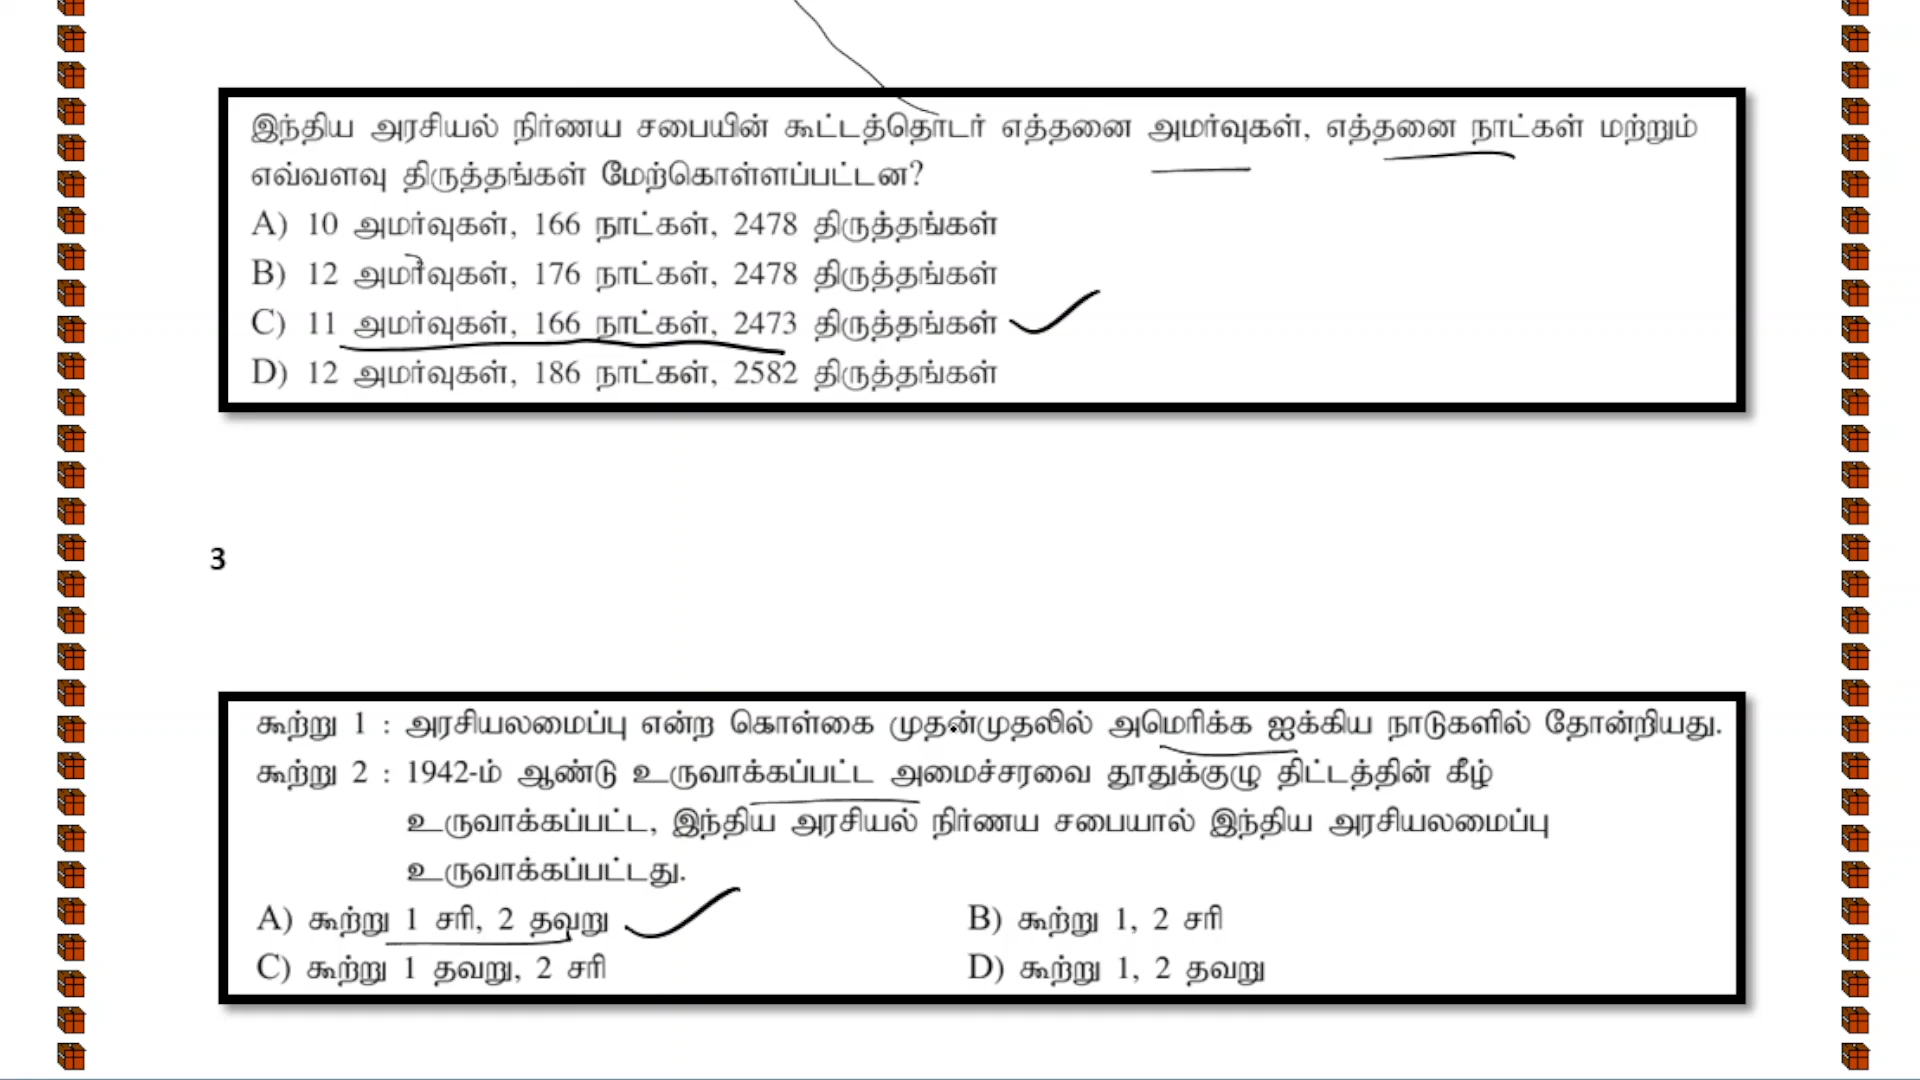 இந்திய அரசியல் நிர்ணய சபையின் கூட்டத்தொடர் எத்தனை அமர்வுகள், எத்தனை நாட்கள் மற்றும்
எவ்வளவு திருத்தங்கள் மேற்கொள்ளப்பட்டன?
A) 10 அமர்வுகள், 166 நாட்கள், 2478 திருத்தங்கள்
B) 12 அமர்வுகள், 176 நாட்கள், 2478 திருத்தங்கள்
C) 11 அமர்வுகள், 166 நாட்கள், 2473 திருத்தங்கள்
D) 12 அமர்வுகள், 186 நாட்கள், 2582 திருத்தங்கள்
3
கூற்று 1 : அரசியலமைப்பு என்ற கொள்கை முதன்முதலில் அமெரிக்க ஐக்கிய நாடுகளில் தோன்றியது.
கூற்று 2 : 1942-ம் ஆண்டு உருவாக்கப்பட்ட அமைச்சரவை தூதுக்குழு திட்டத்தின் கீழ்
உருவாக்கப்பட்ட, இந்திய அரசியல் நிர்ணய சபையால் இந்திய அரசியலமைப்பு
உருவாக்கப்பட்டது.
A) கூற்று 1 சரி, 2 தவறு B) கூற்று 1, 2 சரி
C) கூற்று 1 தவறு, 2 சரி D) கூற்று 1, 2 தவறு